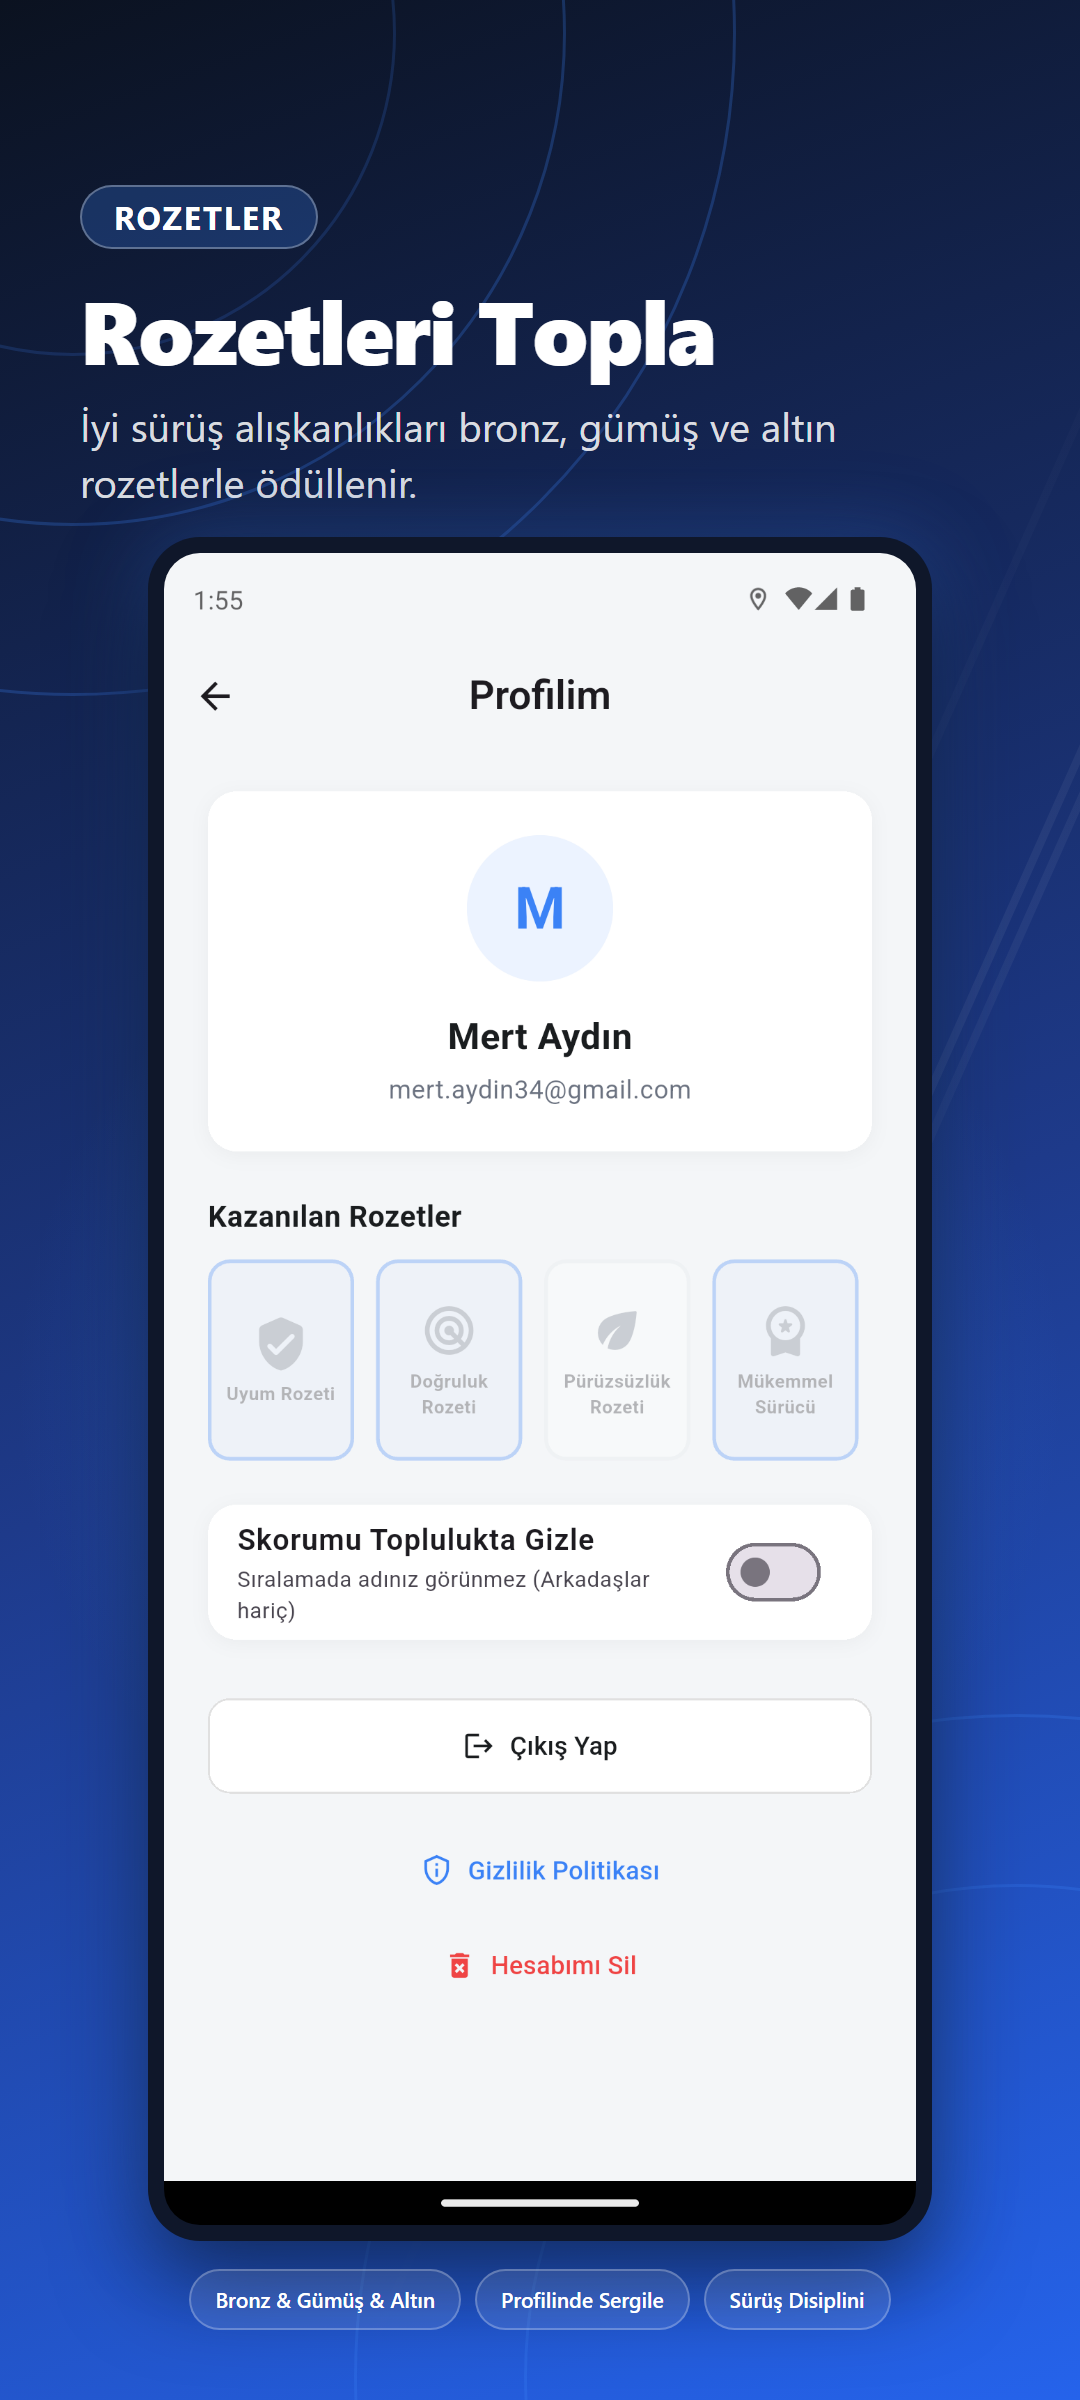 ROZETLER
Rozetleri Topla
İyi sürüş alışkanlıkları bronz, gümüş ve altın
rozetlerle ödüllenir.
1:55
Profilim
M
Mert Aydın
mert.aydin34@gmail.com
Kazanılan Rozetler
Uyum Rozeti
Doğruluk
Rozeti
Pürüzsüzlük
Rozeti
Mükemmel
Sürücü
Skorumu Toplulukta Gizle
Sıralamada adınız görünmez (Arkadaşlar
hariç)
Çıkış Yap
Gizlilik Politikası
Hesabımı Sil
Bronz & Gümüş & Altın
Profilinde Sergile
Sürüş Disiplini